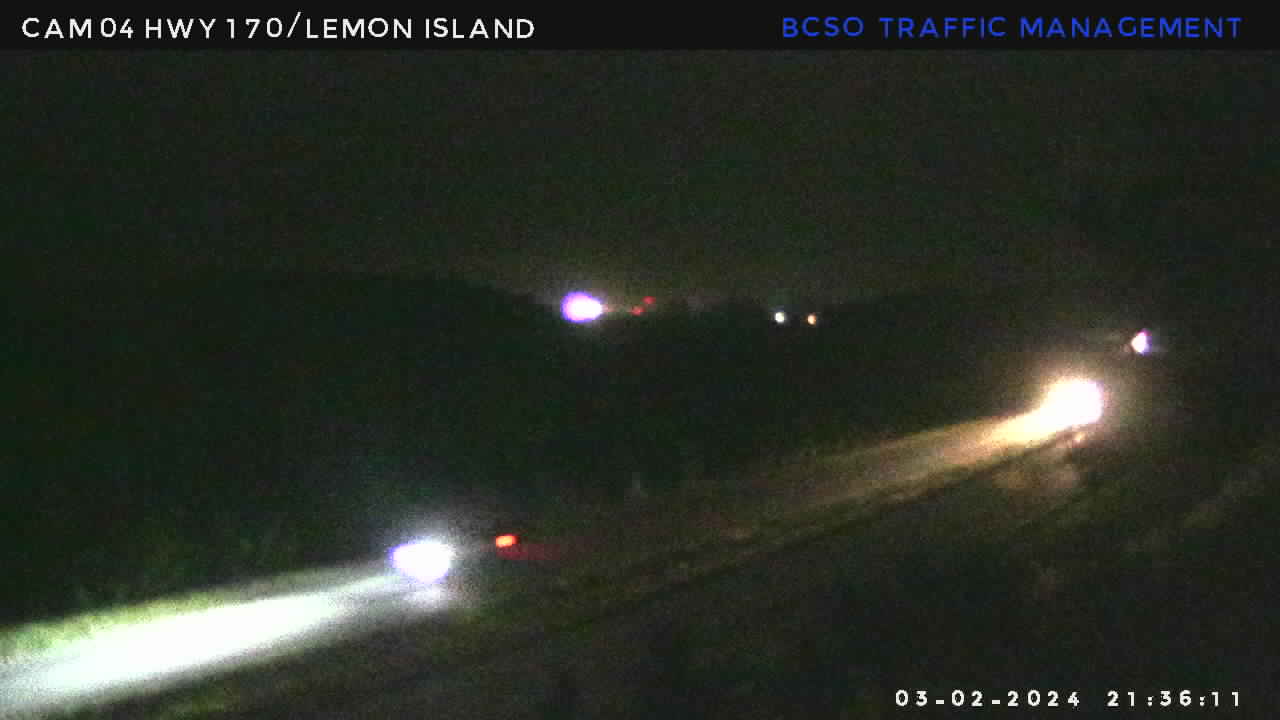 CAM04 HWY 170/LEMON ISLAND
BCSO TRAFFIC MANAGEMENT
03-02-2024 21:36:11